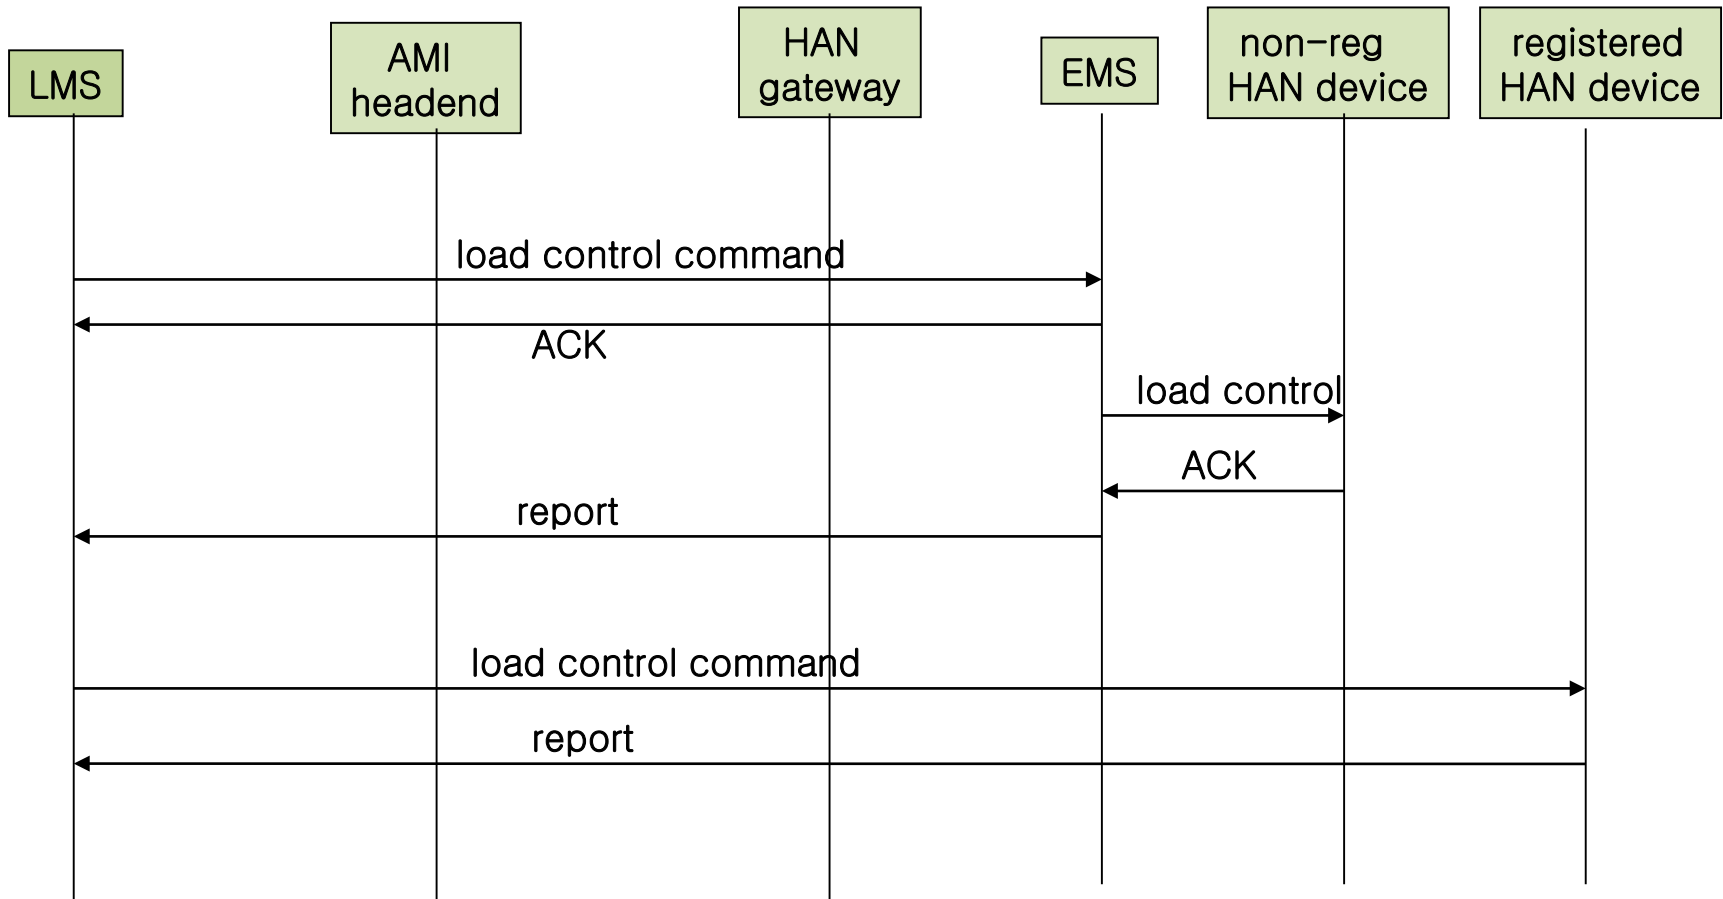 LMS
AMI
headend
HAN
gateway
EMS
non-reg
HAN device
registered
HAN device
load control command
ACK
load control
ACK
report
load control command
report